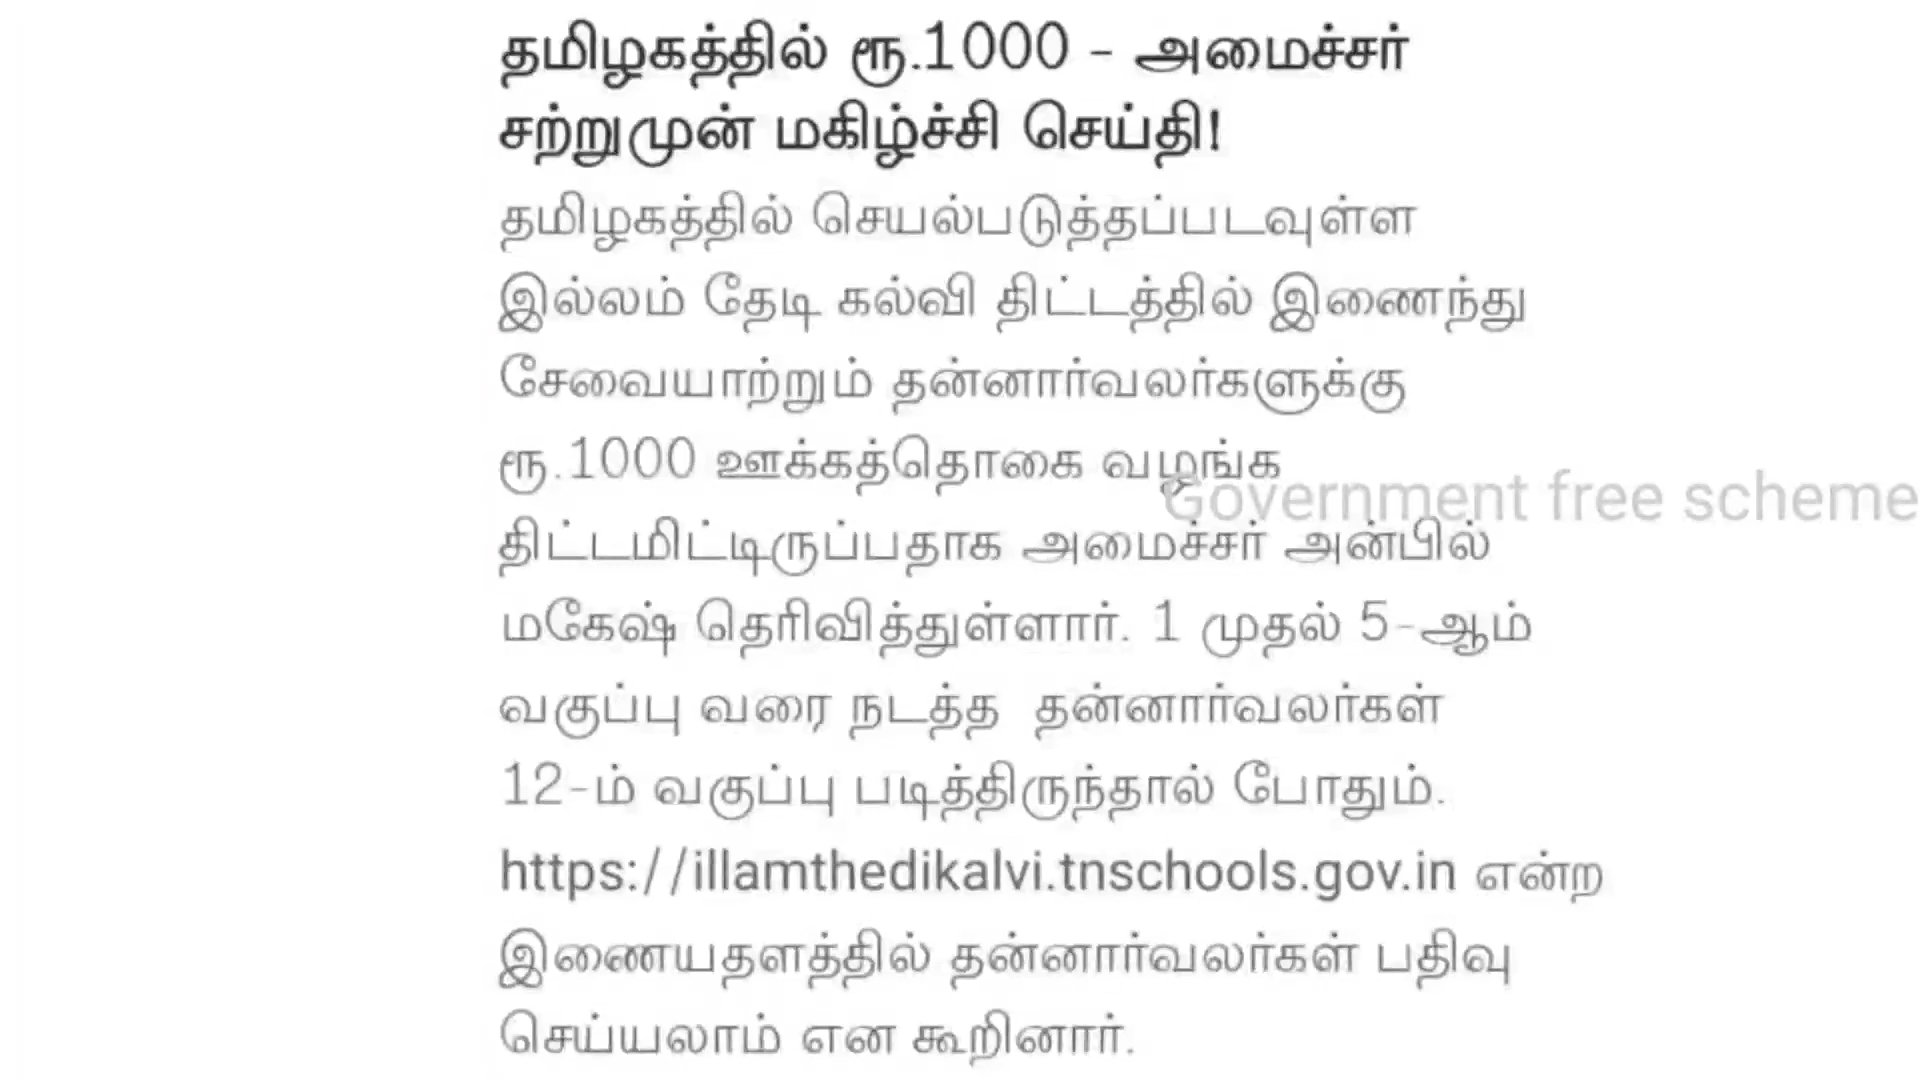 தமிழகத்தில் ரூ.1000 - அமைச்சர்
சற்றுமுன் மகிழ்ச்சி செய்தி!
தமிழகத்தில் செயல்படுத்தப்படவுள்ள
இல்லம் தேடி கல்வி திட்டத்தில் இணைந்து
சேவையாற்றும் தன்னார்வலர்களுக்கு
ரூ.1000 ஊக்கத்தொகை வழங்க
Government free scheme
திட்டமிட்டிருப்பதாக அமைச்சர் அன்பில்
மகேஷ் தெரிவித்துள்ளார். 1 முதல் 5-ஆம்
வகுப்பு வரை நடத்த தன்னார்வலர்கள்
12-ம் வகுப்பு படித்திருந்தால் போதும்.
https://illamthedikalvi.tnschools.gov.in என்ற
இணையதளத்தில் தன்னார்வலர்கள் பதிவு
செய்யலாம் என கூறினார்.